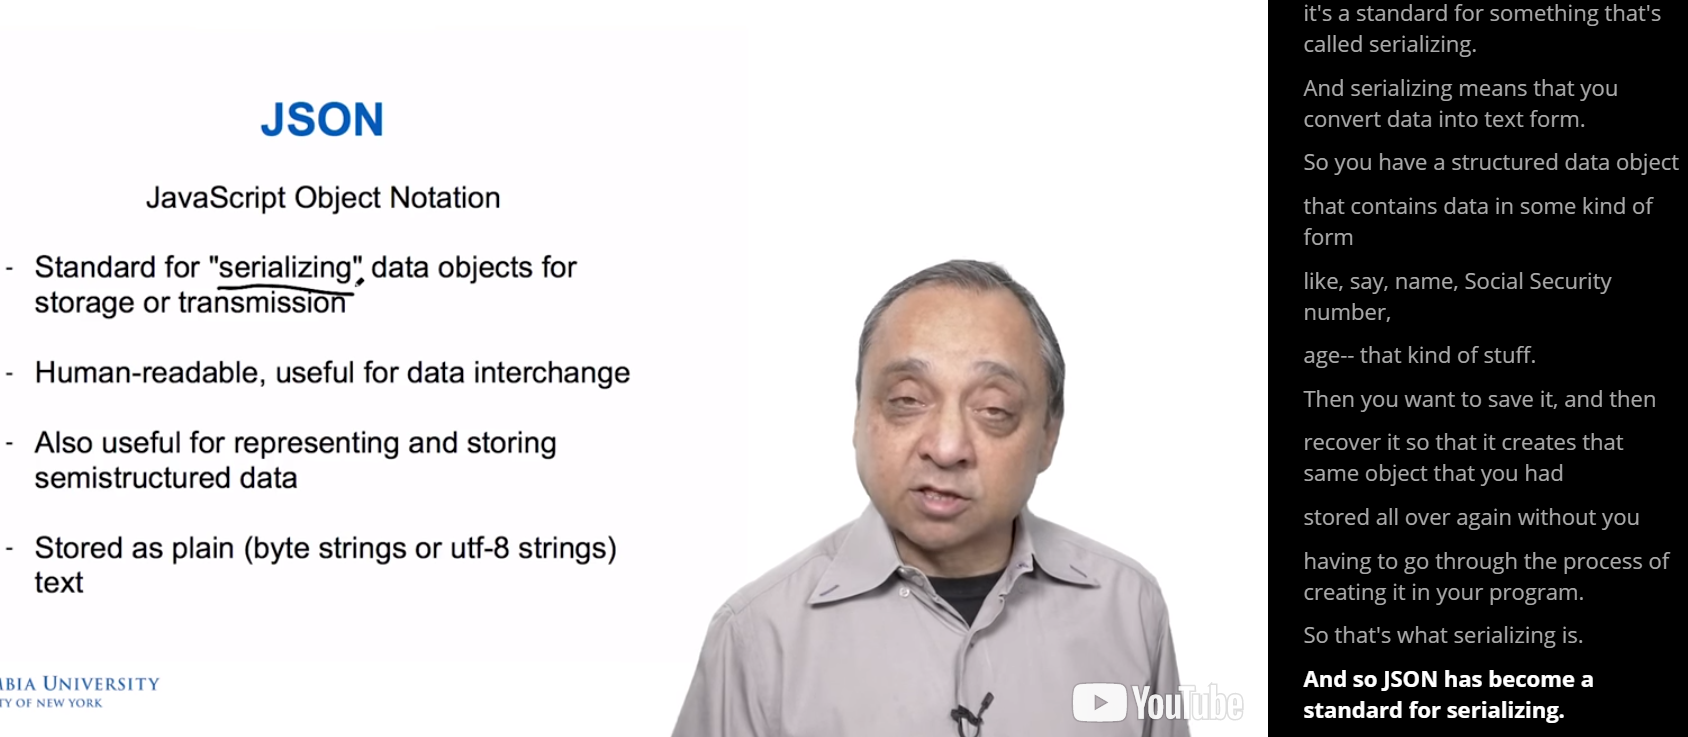 JSON
JavaScript Object Notation
- Standard for "serializing" data objects for
storage or transmission
- Human-readable, useful for data interchange
- Also useful for representing and storing
semistructured data
- Stored as plain (byte strings or utf-8 strings)
text
BIA UNIVERSITY
TY OF NEW YORK
YouTube
it's a standard for something that's
called serializing.
And serializing means that you
convert data into text form.
So you have a structured data object
that contains data in some kind of
form
like, say, name, Social Security
number,
age-- that kind of stuff.
Then you want to save it, and then
recover it so that it creates that
same object that you had
stored all over again without you
having to go through the process of
creating it in your program.
So that's what serializing is.
And so JSON has become a
standard for serializing.